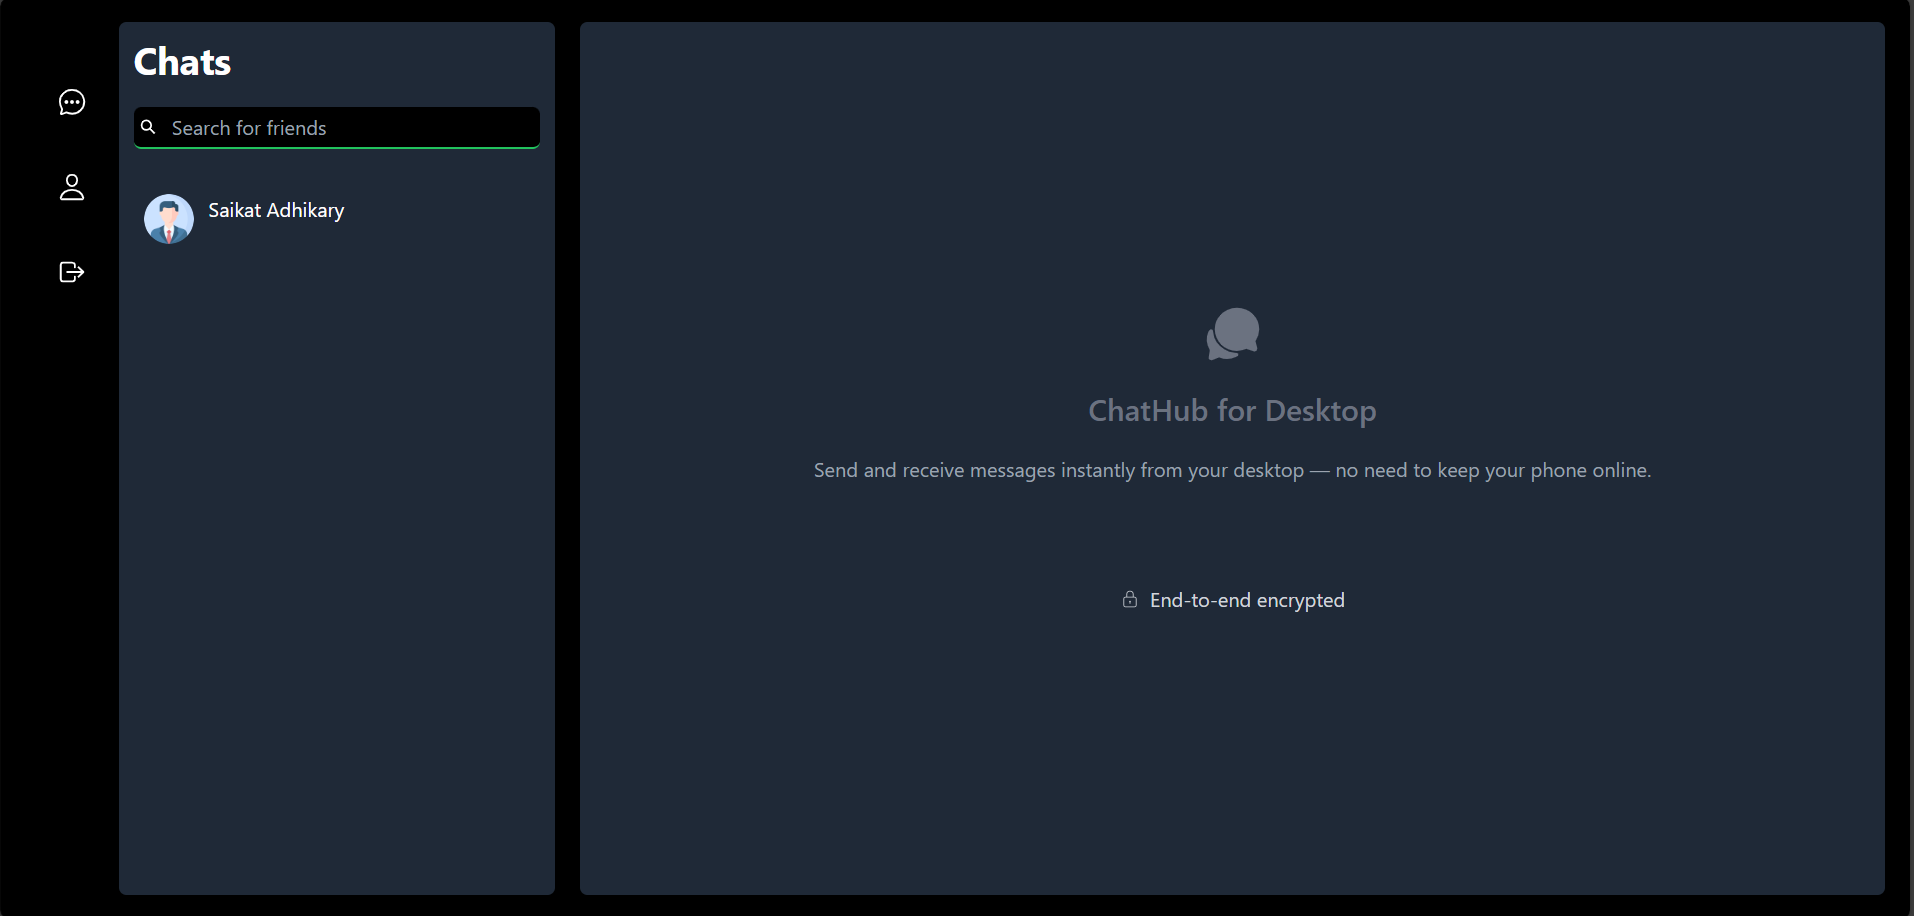 Chats
Search for friends
Saikat Adhikary
ChatHub for Desktop
Send and receive messages instantly from your desktop — no need to keep your phone online.
End-to-end encrypted